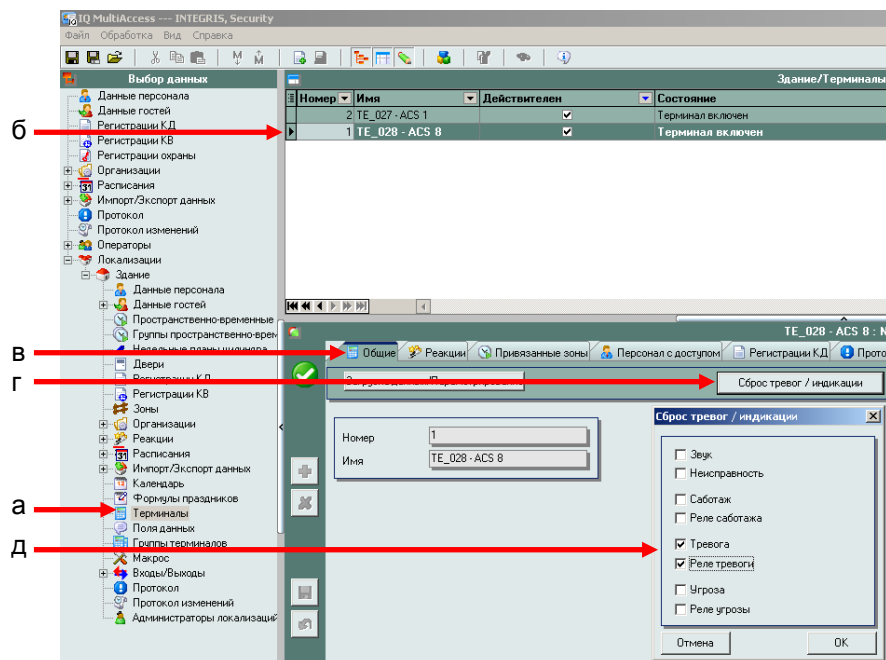 IQ MultiAccess --- INTEGRIS, Security
Файл Обработка Вид Справка
Выбор данных
Данные персонала
Данные гостей
Регистрации КД
б
Регистрации КВ
Регистрации охраны
Организации
Расписания
Импорт/Экспорт данных
Протокол
Протокол изменений
Операторы
Локализации
Здание
Данные персонала
Данные гостей
Пространственно-временные
Группы пространственно-врем
Недельные планы цилиндра
в
Двери
Регистрации КД
г
Регистрации КВ
Зоны
Организации
Реакции
Расписания
Импорт/Экспорт данных
Календарь
Формулы праздников
а
Терминалы
Поля данных
д
Группы терминалов
Макрос
Входы/Выходы
Протокол
Протокол изменений
Администраторы локализаций
Здание/Терминалы
Номер Имя Действителен Состояние
2 TE_027 - ACS 1 Терминал включен
1 TE_028 - ACS 8 Терминал включен
TE_028 - ACS 8 : N
Общие Реакции Привязанные зоны Персонал с доступом Регистрации КД Прото
Сброс тревог / индикации
Номер 1
Имя TE_028 - ACS 8
Сброс тревог / индикации
Звук
Неисправность
Саботаж
Реле саботажа
Тревога
Реле тревоги
Угроза
Реле угрозы
Отмена OK